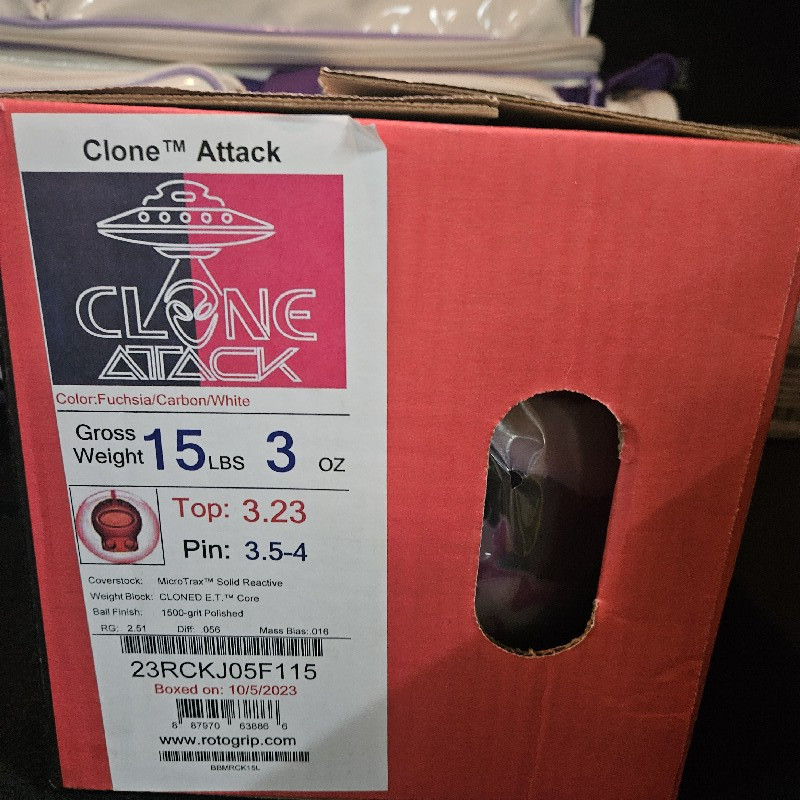 Clone™ Attack
CLONE
ATTACK
Color:Fuchsia/Carbon/White
Gross Weight 15 LBS 3 OZ
Top: 3.23
Pin: 3.5-4
Coverstock: MicroTrax™ Solid Reactive
Weight Block: CLONED E.T.™ Core
Ball Finish: 1500-grit Polished
RG: 2.51 Diff: .056 Mass Bias: .016
23RCKJ05F115
Boxed on: 10/5/2023
8 87970 63886 6
www.rotogrip.com
BBMRCK15L